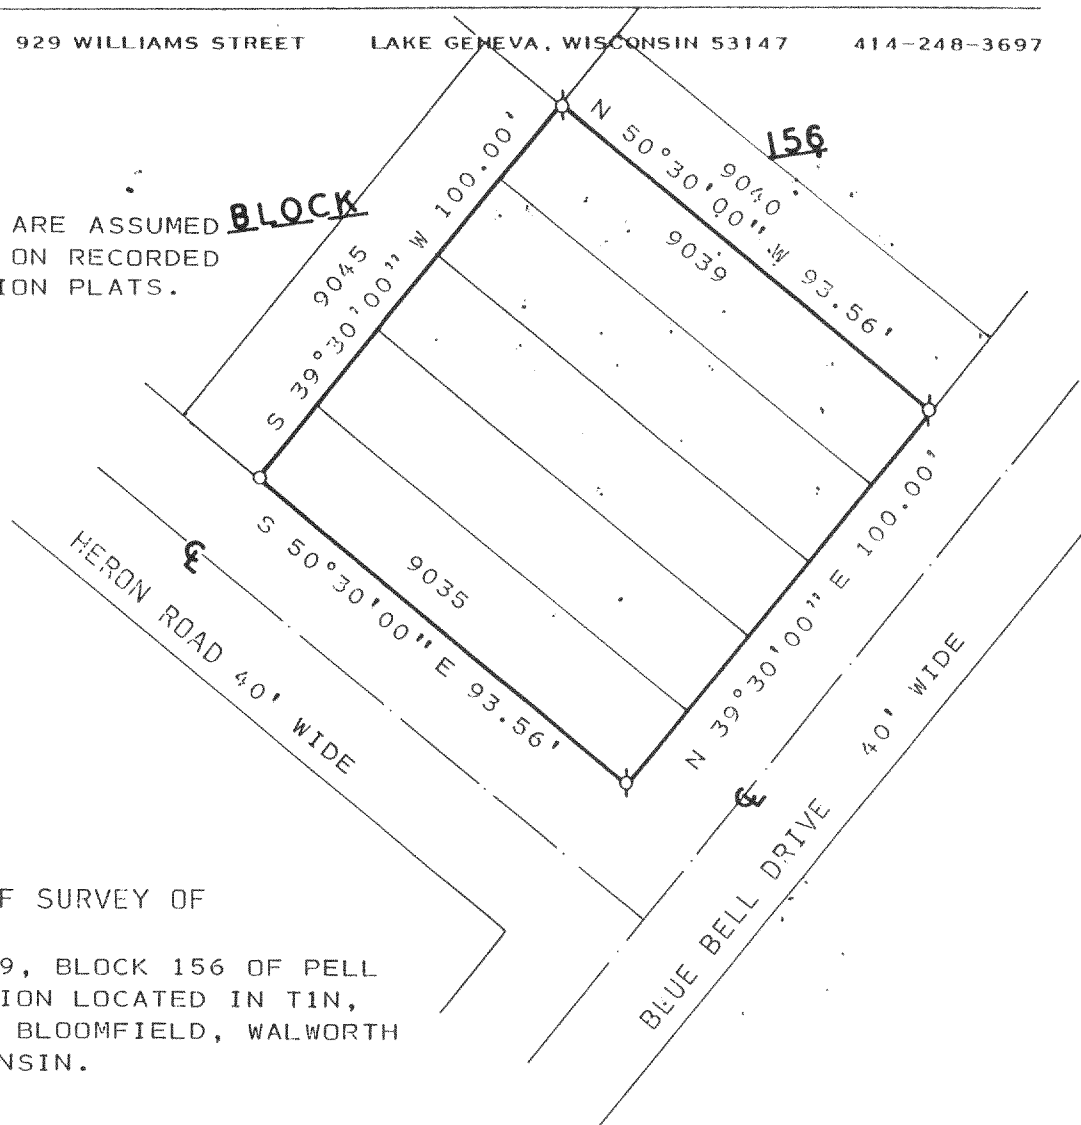 929 WILLIAMS STREET LAKE GENEVA, WISCONSIN 53147 414-248-3697
N 50°30'00" W 93.56'
156
9040
9039
S 39°30'00" W 100.00'
BLOCK
ARE ASSUMED
ON RECORDED
ION PLATS.
9045
9035
S 50°30'00" E 93.56'
N 39°30'00" E 100.00'
HERON ROAD 40' WIDE
℄
℄
BLUE BELL DRIVE 40' WIDE
F SURVEY OF
9, BLOCK 156 OF PELL
ION LOCATED IN T1N,
BLOOMFIELD, WALWORTH
NSIN.